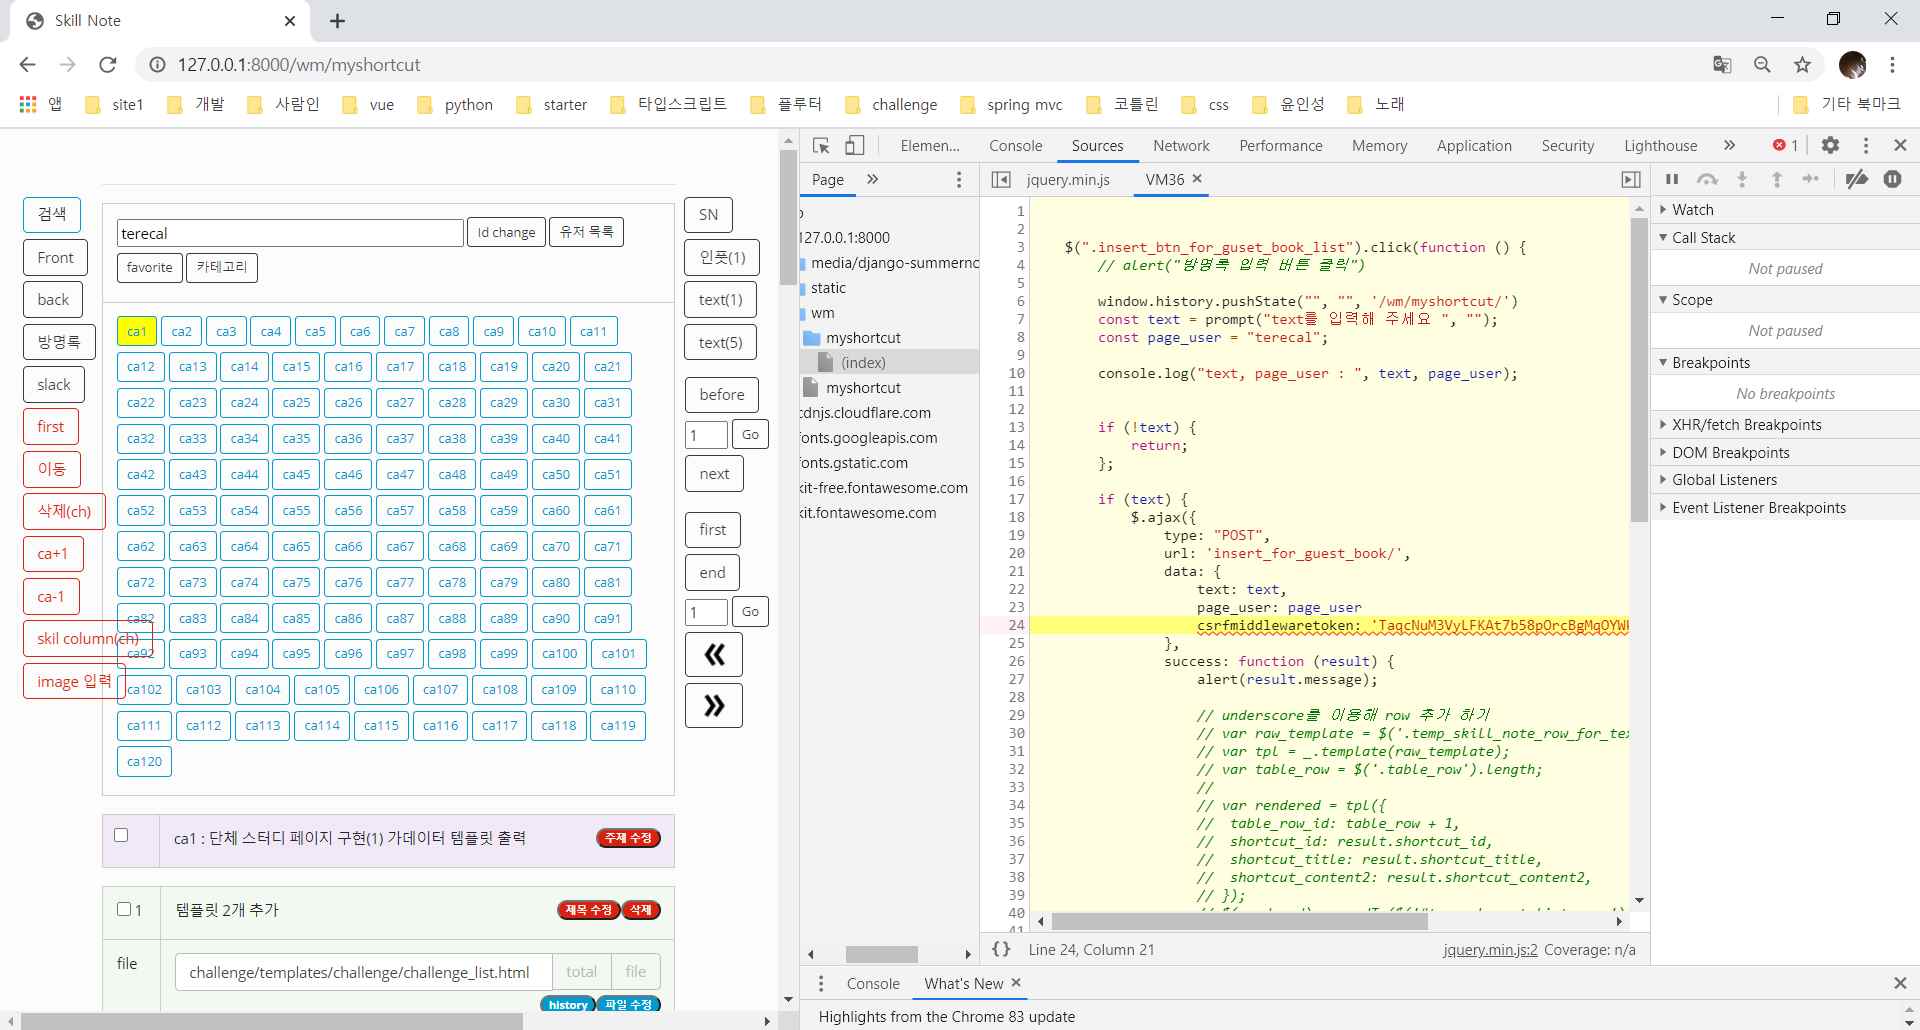 Skill Note
127.0.0.1:8000/wm/myshortcut
앱 site1 개발 사람인 vue python starter 타입스크립트 플루터 challenge spring mvc 코틀린 css 윤인성 노래 기타 북마크
검색
Front
back
방명록
slack
first
이동
삭제(ch)
ca+1
ca-1
skil column(ch)
image 입력
terecal Id change 유저 목록
favorite 카테고리
ca1 ca2 ca3 ca4 ca5 ca6 ca7 ca8 ca9 ca10 ca11
ca12 ca13 ca14 ca15 ca16 ca17 ca18 ca19 ca20 ca21
ca22 ca23 ca24 ca25 ca26 ca27 ca28 ca29 ca30 ca31
ca32 ca33 ca34 ca35 ca36 ca37 ca38 ca39 ca40 ca41
ca42 ca43 ca44 ca45 ca46 ca47 ca48 ca49 ca50 ca51
ca52 ca53 ca54 ca55 ca56 ca57 ca58 ca59 ca60 ca61
ca62 ca63 ca64 ca65 ca66 ca67 ca68 ca69 ca70 ca71
ca72 ca73 ca74 ca75 ca76 ca77 ca78 ca79 ca80 ca81
ca82 ca83 ca84 ca85 ca86 ca87 ca88 ca89 ca90 ca91
ca92 ca93 ca94 ca95 ca96 ca97 ca98 ca99 ca100 ca101
ca102 ca103 ca104 ca105 ca106 ca107 ca108 ca109 ca110
ca111 ca112 ca113 ca114 ca115 ca116 ca117 ca118 ca119
ca120
SN
인풋(1)
text(1)
text(5)
before
1 Go
next
first
end
1 Go
«
»
ca1 : 단체 스터디 페이지 구현(1) 가데이터 템플릿 출력 주제 수정
1 템플릿 2개 추가 제목 수정 삭제
file challenge/templates/challenge/challenge_list.html total file
history 파일 수정
Elemen... Console Sources Network Performance Memory Application Security Lighthouse 1
Page
127.0.0.1:8000
media/django-summernc
static
wm
myshortcut
(index)
myshortcut
cdnjs.cloudflare.com
fonts.googleapis.com
fonts.gstatic.com
kit-free.fontawesome.com
kit.fontawesome.com
jquery.min.js VM36
1
2
3 $(".insert_btn_for_guset_book_list").click(function () {
4 // alert("방명록 입력 버튼 클릭")
5
6 window.history.pushState("", "", '/wm/myshortcut/')
7 const text = prompt("text를 입력해 주세요 ", "");
8 const page_user = "terecal";
9
10 console.log("text, page_user : ", text, page_user);
11
12
13 if (!text) {
14 return;
15 };
16
17 if (text) {
18 $.ajax({
19 type: "POST",
20 url: 'insert_for_guest_book/',
21 data: {
22 text: text,
23 page_user: page_user
24 csrfmiddlewaretoken: 'TaqcNuM3VyLFKAt7b58pOrcBgMqOYW
25 },
26 success: function (result) {
27 alert(result.message);
28
29 // underscore를 이용해 row 추가 하기
30 // var raw_template = $('.temp_skill_note_row_for_te
31 // var tpl = _.template(raw_template);
32 // var table_row = $('.table_row').length;
33 //
34 // var rendered = tpl({
35 // table_row_id: table_row + 1,
36 // shortcut_id: result.shortcut_id,
37 // shortcut_title: result.shortcut_title,
38 // shortcut_content2: result.shortcut_content2,
39 // });
40
41
{} Line 24, Column 21 jquery.min.js:2 Coverage: n/a
Watch
Call Stack
Not paused
Scope
Not paused
Breakpoints
No breakpoints
XHR/fetch Breakpoints
DOM Breakpoints
Global Listeners
Event Listener Breakpoints
Console What's New
Highlights from the Chrome 83 update